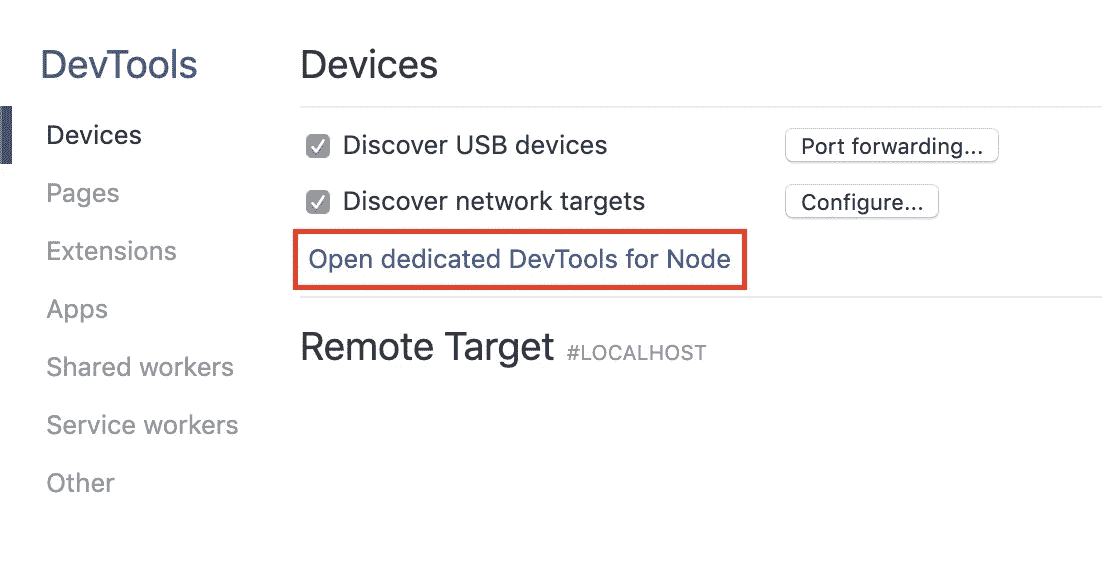 DevTools
Devices
Pages
Extensions
Apps
Shared workers
Service workers
Other
Devices
Discover USB devices
Port forwarding...
Discover network targets
Configure...
Open dedicated DevTools for Node
Remote Target #LOCALHOST